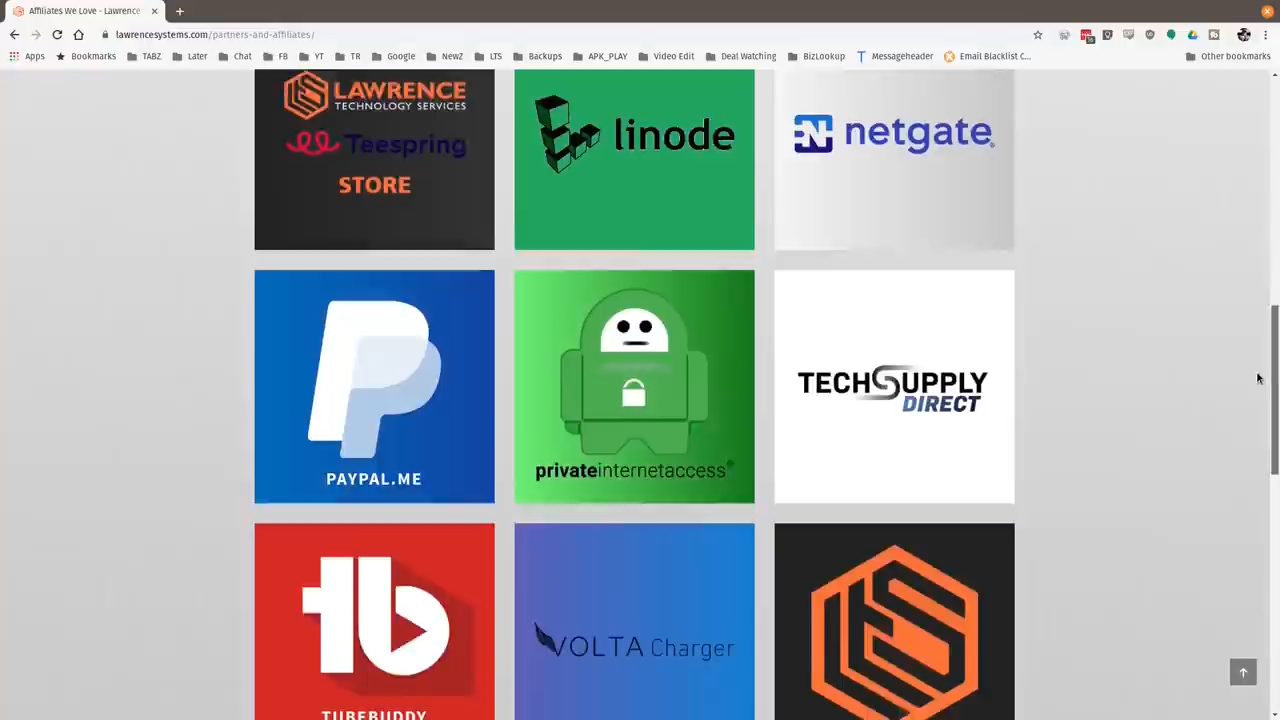 Affiliates We Love - Lawrence
lawrencesystems.com/partners-and-affiliates/
Apps Bookmarks TABZ Later Chat FB YT TR Google NewZ LTS Backups APK_PLAY Video Edit Deal Watching BizLookup Messageheader Email Blacklist C... Other bookmarks
LAWRENCE
TECHNOLOGY SERVICES
Teespring
STORE
linode
netgate
PAYPAL.ME
privateinternetaccess®
TECHSUPPLY
DIRECT
TUBEBUDDY
VOLTA Charger